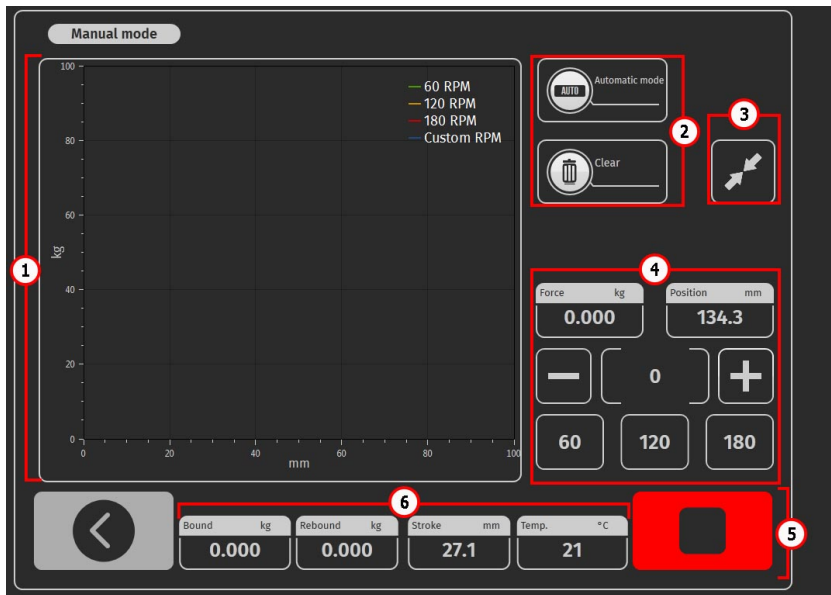 Manual mode
1
100
80
60
40
20
0
kg
0
20
40
60
80
100
mm
60 RPM
120 RPM
180 RPM
Custom RPM
AUTO
Automatic mode
Clear
2
3
4
Force kg
0.000
Position mm
134.3
0
60
120
180
5
6
Bound kg
0.000
Rebound kg
0.000
Stroke mm
27.1
Temp. °C
21